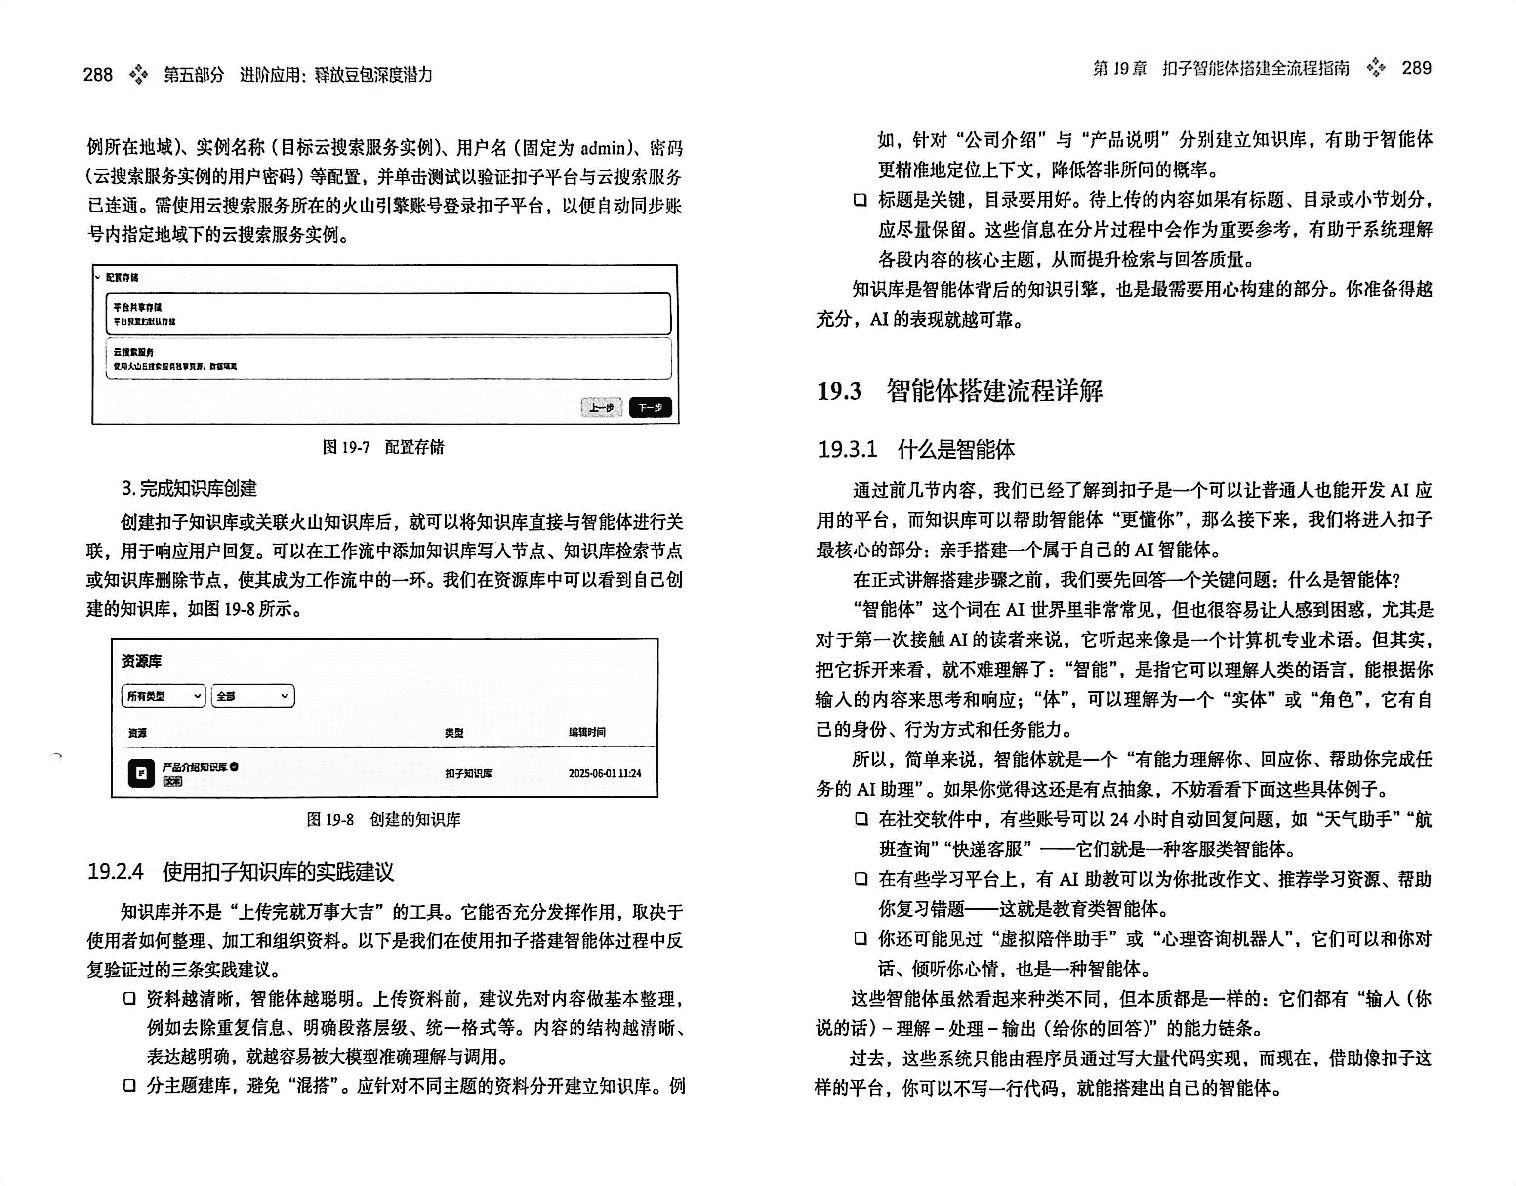 288 第五部分 进阶应用：释放豆包深度潜力
例所在地域）、实例名称（目标云搜索服务实例）、用户名（固定为 admin）、密码
（云搜索服务实例的用户密码）等配置，并单击测试以验证扣子平台与云搜索服务
已连通。需使用云搜索服务所在的火山引擎账号登录扣子平台，以便自动同步账
号内指定地域下的云搜索服务实例。
配置存储
平台共享存储
平台预置的默认存储
云搜索服务
使用火山云搜索服务独享资源，数据隔离
上一步 下一步
图 19-7 配置存储
3. 完成知识库创建
创建扣子知识库或关联火山知识库后，就可以将知识库直接与智能体进行关
联，用于响应用户回复。可以在工作流中添加知识库写入节点、知识库检索节点
或知识库删除节点，使其成为工作流中的一环。我们在资源库中可以看到自己创
建的知识库，如图 19-8 所示。
资源库
所有类型 全部
资源 类型 编辑时间
产品介绍知识库 扣子知识库 2025-06-01 11:24
文本
图 19-8 创建的知识库
19.2.4 使用扣子知识库的实践建议
知识库并不是“上传完就万事大吉”的工具。它能否充分发挥作用，取决于
使用者如何整理、加工和组织资料。以下是我们在使用扣子搭建智能体过程中反
复验证过的三条实践建议。
❏ 资料越清晰，智能体越聪明。上传资料前，建议先对内容做基本整理，
例如去除重复信息、明确段落层级、统一格式等。内容的结构越清晰、
表达越明确，就越容易被大模型准确理解与调用。
❏ 分主题建库，避免“混搭”。应针对不同主题的资料分开建立知识库。例
第 19 章 扣子智能体搭建全流程指南 289
如，针对“公司介绍”与“产品说明”分别建立知识库，有助于智能体
更精准地定位上下文，降低答非所问的概率。
❏ 标题是关键，目录要用好。待上传的内容如果有标题、目录或小节划分，
应尽量保留。这些信息在分片过程中会作为重要参考，有助于系统理解
各段内容的核心主题，从而提升检索与回答质量。
知识库是智能体背后的知识引擎，也是最需要用心构建的部分。你准备得越
充分，AI 的表现就越可靠。
19.3 智能体搭建流程详解
19.3.1 什么是智能体
通过前几节内容，我们已经了解到扣子是一个可以让普通人也能开发 AI 应
用的平台，而知识库可以帮助智能体“更懂你”，那么接下来，我们将进入扣子
最核心的部分：亲手搭建一个属于自己的 AI 智能体。
在正式讲解搭建步骤之前，我们要先回答一个关键问题：什么是智能体？
“智能体”这个词在 AI 世界里非常常见，但也很容易让人感到困惑，尤其是
对于第一次接触 AI 的读者来说，它听起来像是一个计算机专业术语。但其实，
把它拆开来看，就不难理解了：“智能”，是指它可以理解人类的语言，能根据你
输入的内容来思考和响应；“体”，可以理解为一个“实体”或“角色”，它有自
己的身份、行为方式和任务能力。
所以，简单来说，智能体就是一个“有能力理解你、回应你、帮助你完成任
务的 AI 助理”。如果你觉得这还是有点抽象，不妨看看下面这些具体例子。
❏ 在社交软件中，有些账号可以 24 小时自动回复问题，如“天气助手”“航
班查询”“快递客服”——它们就是一种客服类智能体。
❏ 在有些学习平台上，有 AI 助教可以为你批改作文、推荐学习资源、帮助
你复习错题——这就是教育类智能体。
❏ 你还可能见过“虚拟陪伴助手”或“心理咨询机器人”，它们可以和你对
话、倾听你心情，也是一种智能体。
这些智能体虽然看起来种类不同，但本质都是一样的：它们都有“输入（你
说的话）– 理解 – 处理 – 输出（给你的回答）”的能力链条。
过去，这些系统只能由程序员通过写大量代码实现，而现在，借助像扣子这
样的平台，你可以不写一行代码，就能搭建出自己的智能体。